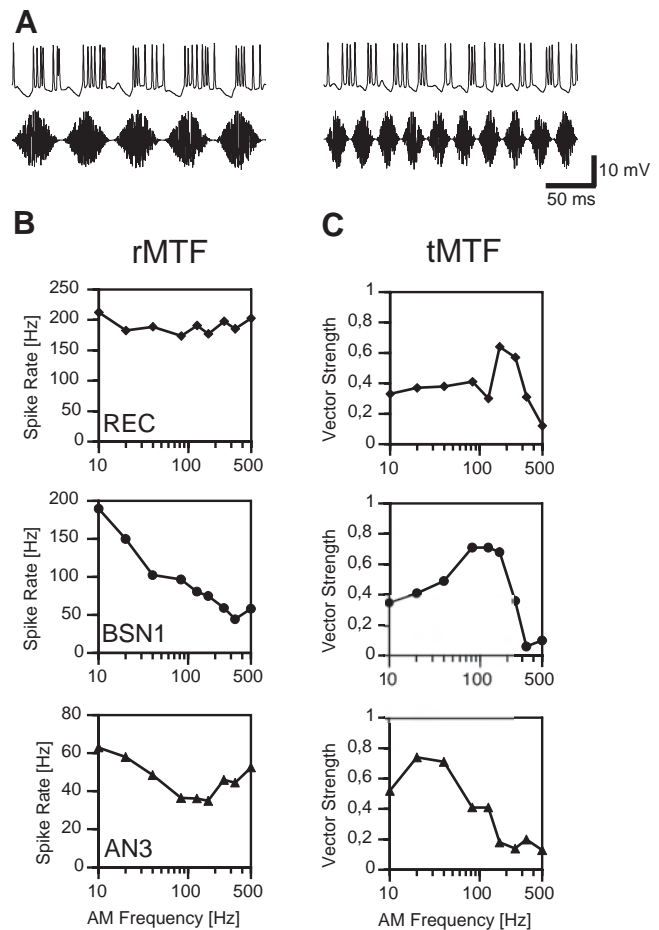 A
10 mV
50 ms
B
rMTF
C
tMTF
Spike Rate [Hz]
250
200
150
100
50
0
REC
10
100
500
Vector Strength
1
0,8
0,6
0,4
0,2
0
10
100
500
Spike Rate [Hz]
200
150
100
50
0
BSN1
10
100
500
Vector Strength
1
0,8
0,6
0,4
0,2
0
10
100
500
Spike Rate [Hz]
80
60
40
20
0
AN3
10
100
500
AM Frequency [Hz]
Vector Strength
1
0,8
0,6
0,4
0,2
0
10
100
500
AM Frequency [Hz]